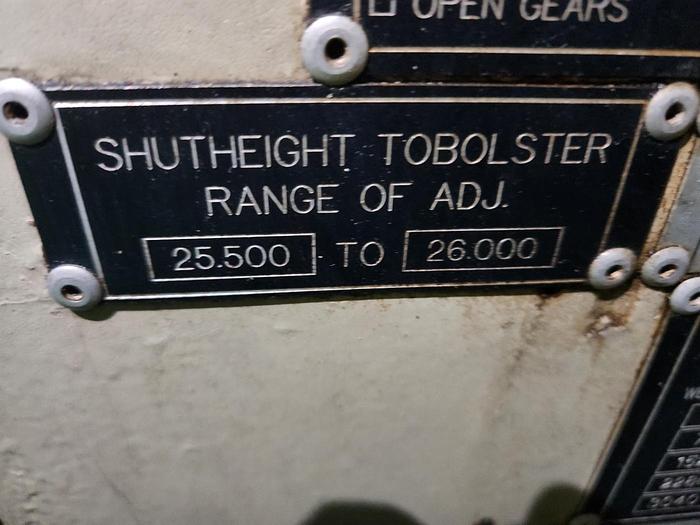 OPEN GEARS
SHUTHEIGHT TOBOLSTER
RANGE OF ADJ.
25.500 TO 26.000